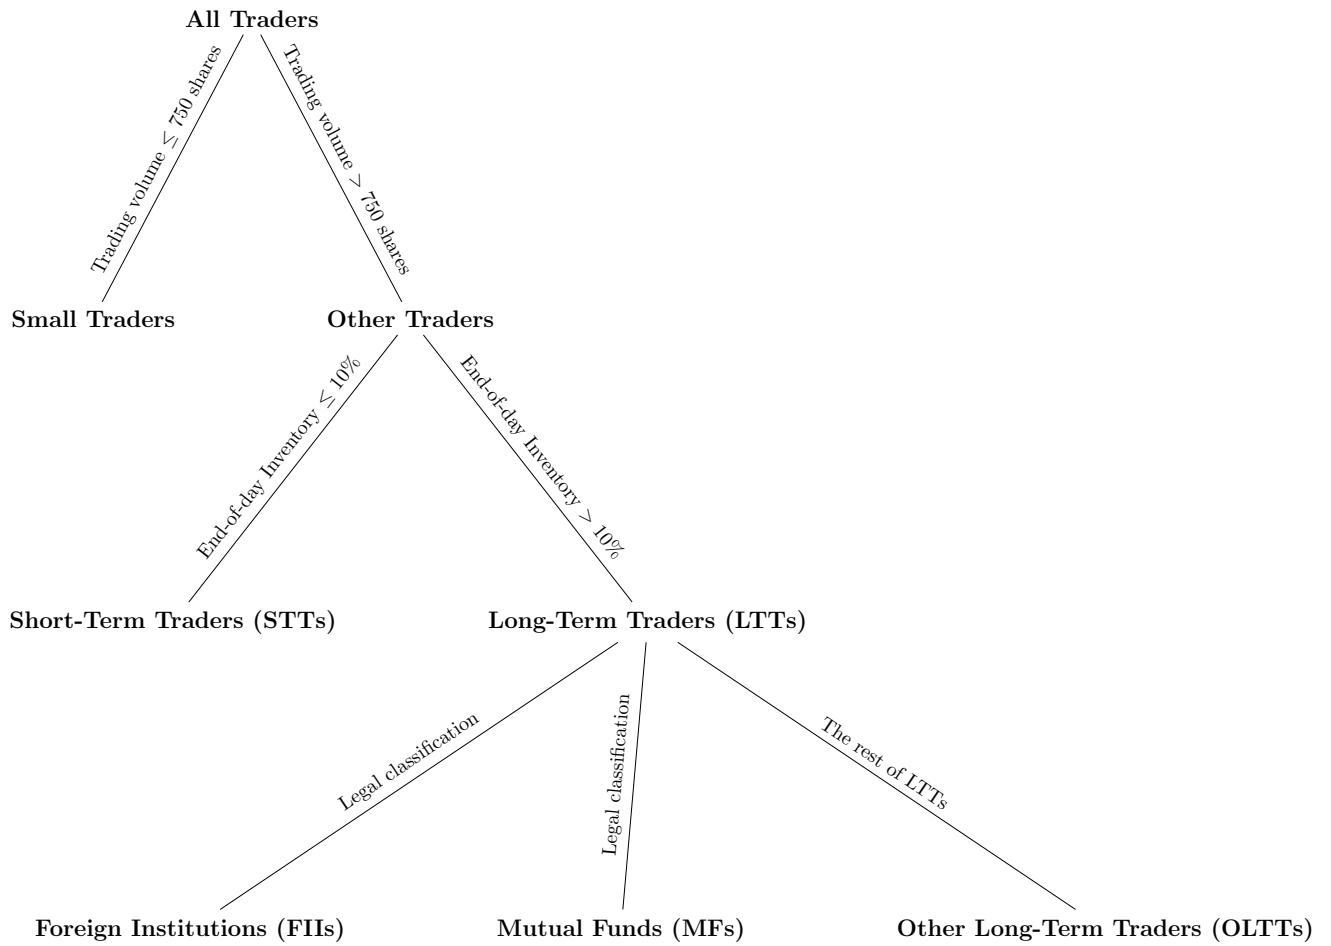 All Traders
Trading volume ≤ 750 shares
Trading volume > 750 shares
Small Traders
Other Traders
End-of-day Inventory ≤ 10%
End-of-day Inventory > 10%
Short-Term Traders (STTs)
Long-Term Traders (LTTs)
Legal classification
Legal classification
The rest of LTTs
Foreign Institutions (FIIs)
Mutual Funds (MFs)
Other Long-Term Traders (OLTTs)